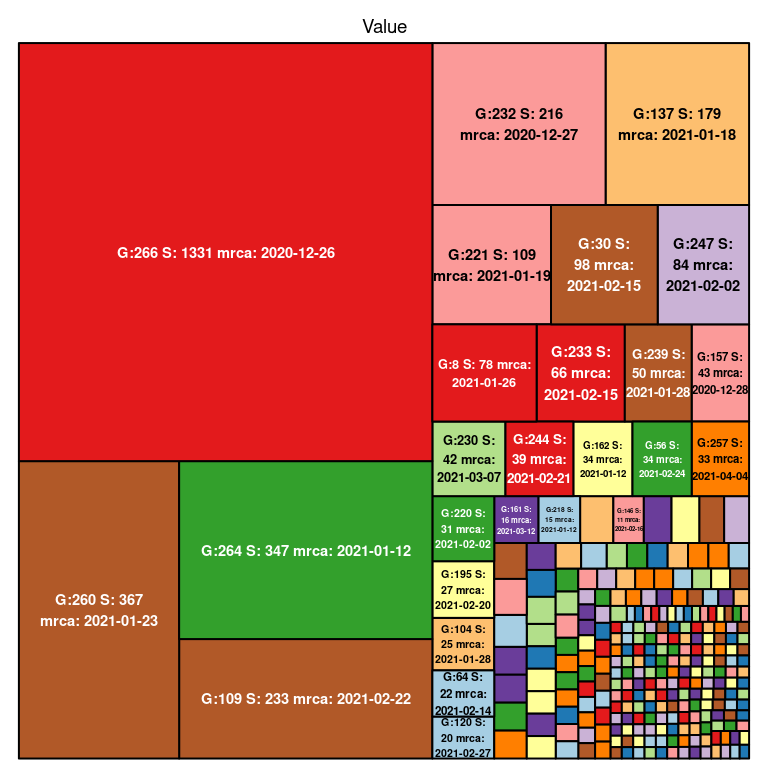 Value
G:266 S: 1331 mrca: 2020-12-26
G:232 S: 216
mrca: 2020-12-27
G:137 S: 179
mrca: 2021-01-18
G:221 S: 109
mrca: 2021-01-19
G:30 S:
98 mrca:
2021-02-15
G:247 S:
84 mrca:
2021-02-02
G:8 S: 78 mrca:
2021-01-26
G:233 S:
66 mrca:
2021-02-15
G:239 S:
50 mrca:
2021-01-28
G:157 S:
43 mrca:
2020-12-28
G:230 S:
42 mrca:
2021-03-07
G:244 S:
39 mrca:
2021-02-21
G:162 S:
34 mrca:
2021-01-12
G:56 S:
34 mrca:
2021-02-24
G:257 S:
33 mrca:
2021-04-04
G:260 S: 367
mrca: 2021-01-23
G:264 S: 347 mrca: 2021-01-12
G:109 S: 233 mrca: 2021-02-22
G:220 S:
31 mrca:
2021-02-02
G:161 S:
16 mrca:
2021-03-12
G:218 S:
15 mrca:
2021-01-12
G:146 S:
11 mrca:
2021-02-16
G:195 S:
27 mrca:
2021-02-20
G:104 S:
25 mrca:
2021-01-28
G:64 S:
22 mrca:
2021-02-14
G:120 S:
20 mrca:
2021-02-27